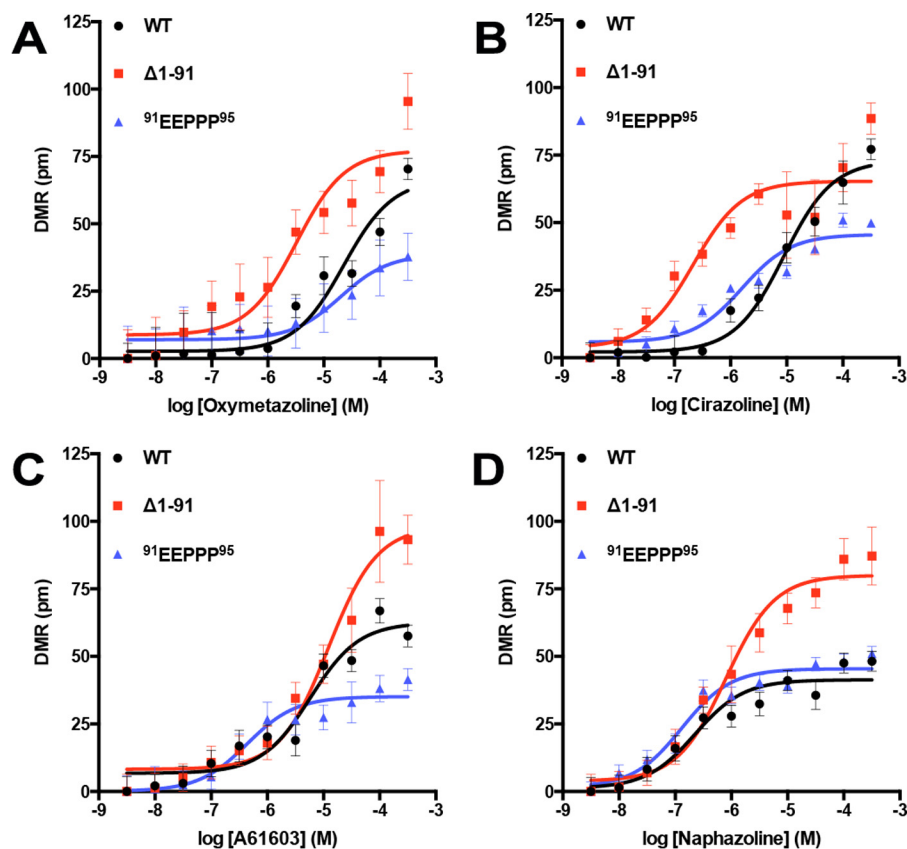 A
WT
Δ1-91
⁹¹EEPPP⁹⁵
DMR (pm)
125
100
75
50
25
0
-9 -8 -7 -6 -5 -4 -3
log [Oxymetazoline] (M)
B
WT
Δ1-91
⁹¹EEPPP⁹⁵
DMR (pm)
125
100
75
50
25
0
-9 -8 -7 -6 -5 -4 -3
log [Cirazoline] (M)
C
WT
Δ1-91
⁹¹EEPPP⁹⁵
DMR (pm)
125
100
75
50
25
0
-9 -8 -7 -6 -5 -4 -3
log [A61603] (M)
D
WT
Δ1-91
⁹¹EEPPP⁹⁵
DMR (pm)
125
100
75
50
25
0
-9 -8 -7 -6 -5 -4 -3
log [Naphazoline] (M)